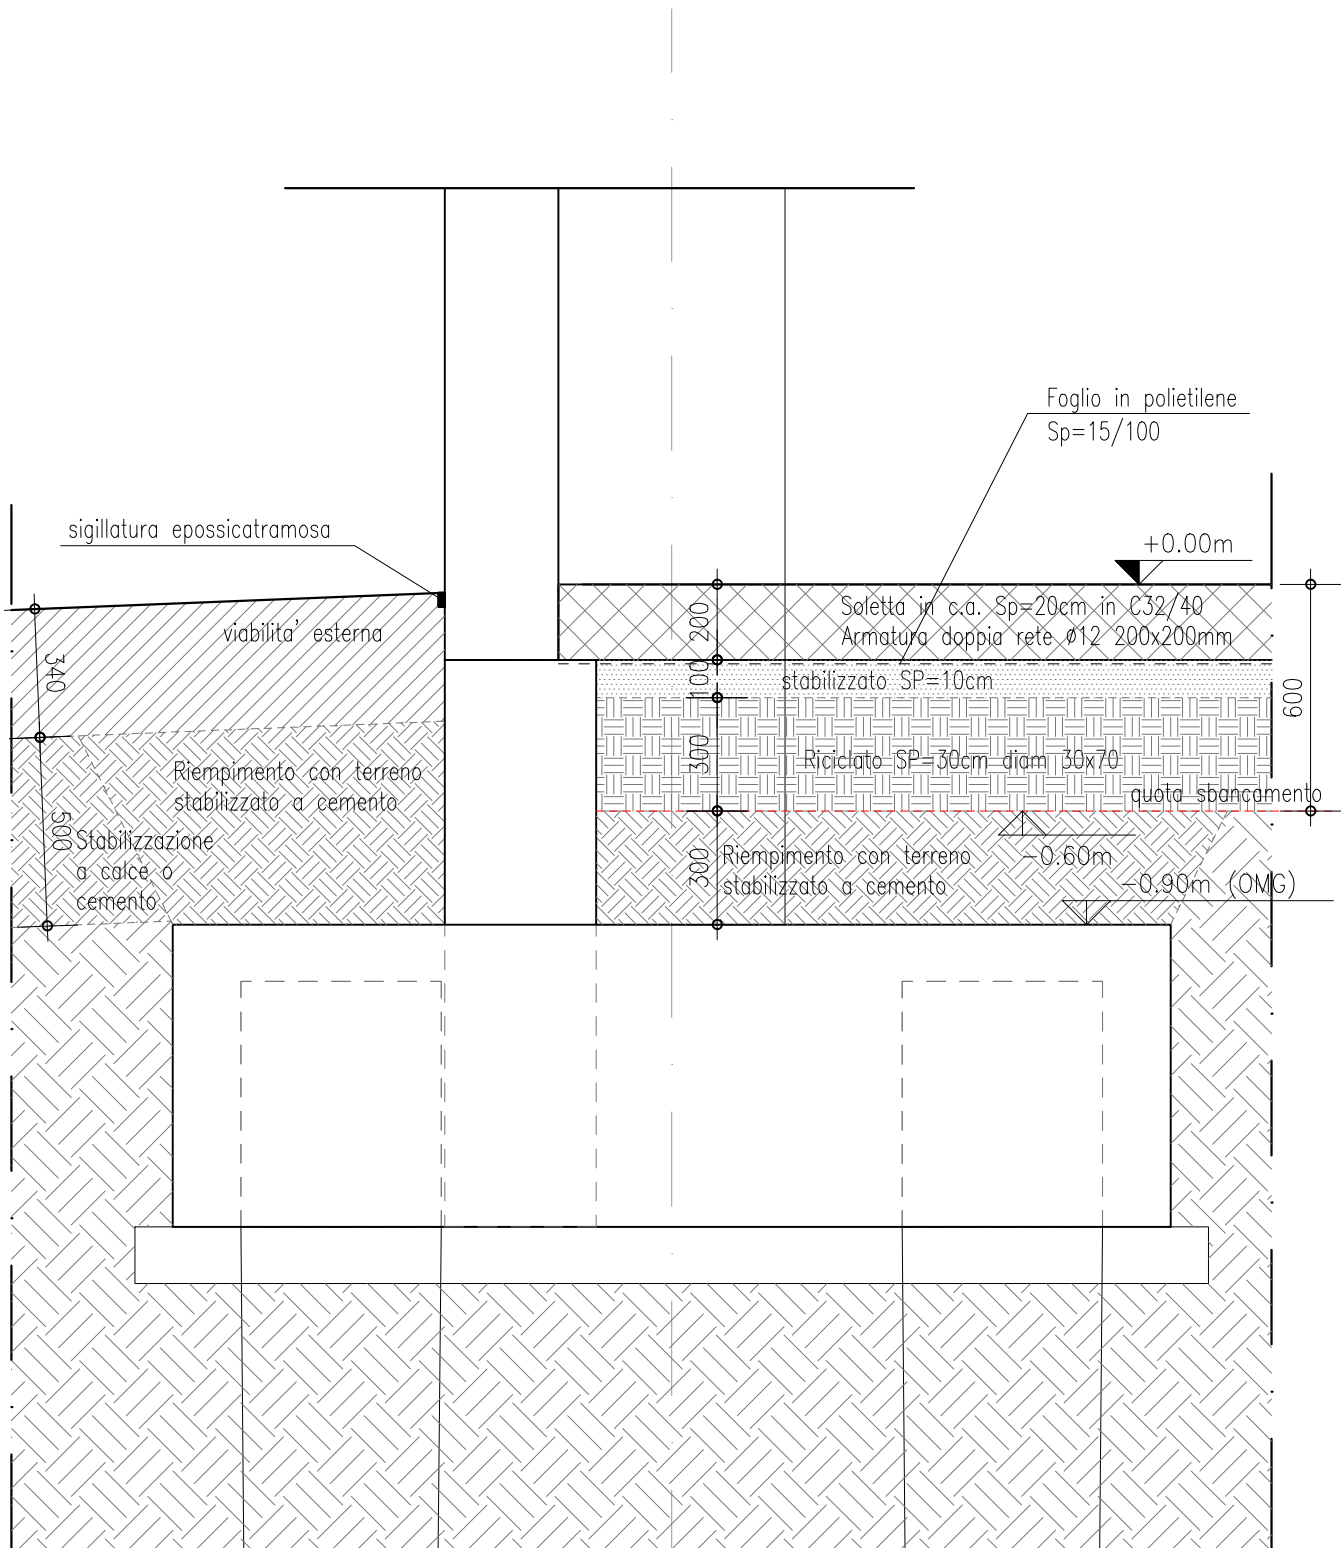 Foglio in polietilene
Sp=15/100
sigillatura epossicatramosa
+0.00m
viabilita' esterna
Soletta in c.a. Sp=20cm in C32/40
Armatura doppia rete Ø12 200x200mm
200
340
100
stabilizzato SP=10cm
600
300
Riciclato SP=30cm diam 30x70
Riempimento con terreno
stabilizzato a cemento
quota sbancamento
500
Stabilizzazione
a calce o
cemento
300
Riempimento con terreno
stabilizzato a cemento
-0.60m
-0.90m (OMG)